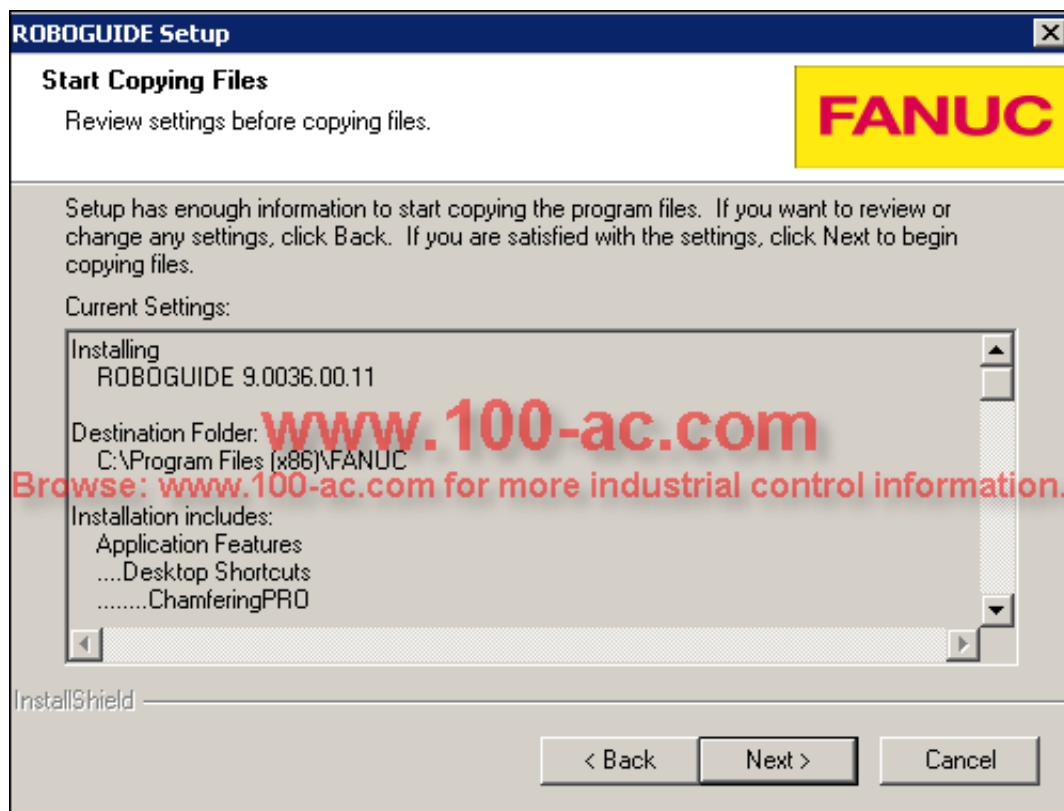 ROBOGUIDE Setup
Start Copying Files
Review settings before copying files.
FANUC
Setup has enough information to start copying the program files. If you want to review or
change any settings, click Back. If you are satisfied with the settings, click Next to begin
copying files.
Current Settings:
Installing
ROBOGUIDE 9.0036.00.11
www.100-ac.com
Destination Folder:
C:\Program Files (x86)\FANUC
Browse: www.100-ac.com for more industrial control information.
Installation includes:
Application Features
....Desktop Shortcuts
........ChamferingPRO
InstallShield
< Back
Next >
Cancel